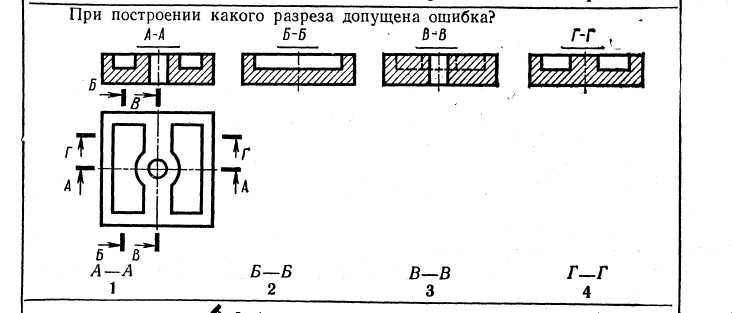 При построении какого разреза допущена ошибка?
А-А Б-Б В-В Г-Г
Б
В
Г Г
А А
Б В
А—А Б—Б В—В Г—Г
1 2 3 4